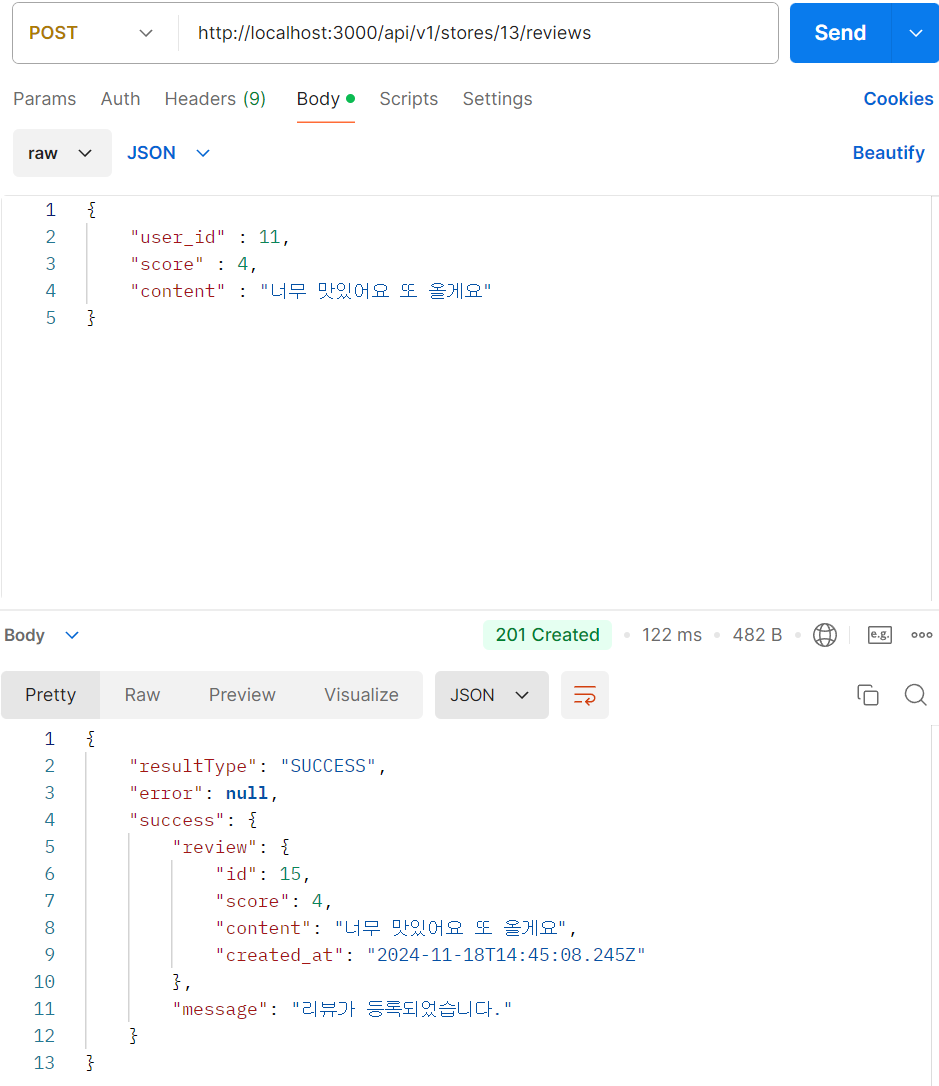 POST http://localhost:3000/api/v1/stores/13/reviews Send
Params Auth Headers (9) Body Scripts Settings Cookies
raw JSON Beautify
1 {
2 "user_id" : 11,
3 "score" : 4,
4 "content" : "너무 맛있어요 또 올게요"
5 }
Body 201 Created 122 ms 482 B e.g.
Pretty Raw Preview Visualize JSON
1 {
2 "resultType": "SUCCESS",
3 "error": null,
4 "success": {
5 "review": {
6 "id": 15,
7 "score": 4,
8 "content": "너무 맛있어요 또 올게요",
9 "created_at": "2024-11-18T14:45:08.245Z"
10 },
11 "message": "리뷰가 등록되었습니다."
12 }
13 }